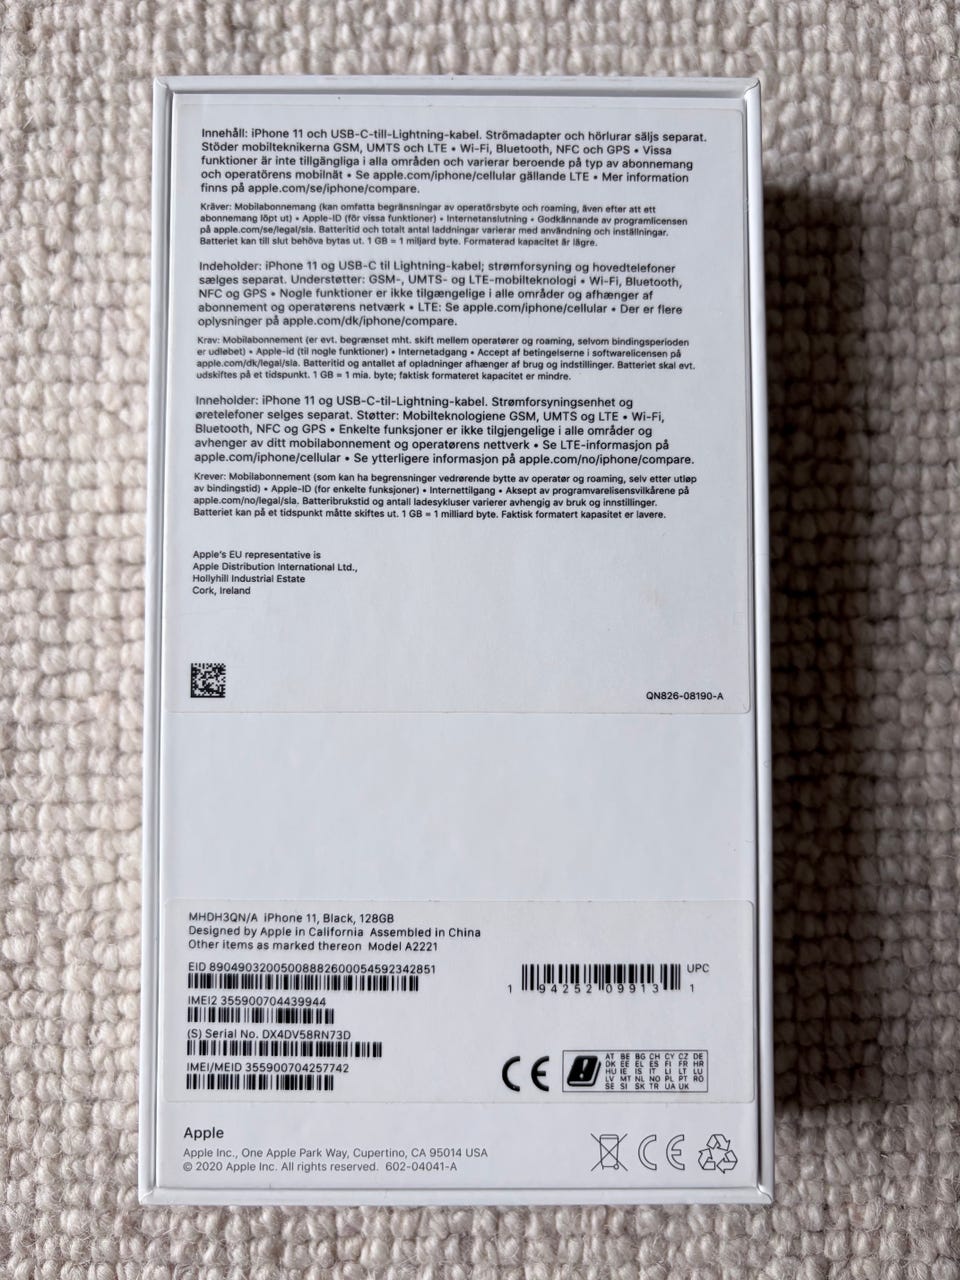 Innehåll: iPhone 11 och USB-C-till-Lightning-kabel. Strömadapter och hörlurar säljs separat.
Stöder mobilteknikerna GSM, UMTS och LTE • Wi-Fi, Bluetooth, NFC och GPS • Vissa
funktioner är inte tillgängliga i alla områden och varierar beroende på typ av abonnemang
och operatörens mobilnät • Se apple.com/iphone/cellular gällande LTE • Mer information
finns på apple.com/se/iphone/compare.
Kräver: Mobilabonnemang (kan omfatta begränsningar av operatörsbyte och roaming, även efter att ett
abonnemang löpt ut) • Apple-ID (för vissa funktioner) • Internetanslutning • Godkännande av programlicensen
på apple.com/se/legal/sla. Batteritid och totalt antal laddningar varierar med användning och inställningar.
Batteriet kan till slut behöva bytas ut. 1 GB = 1 miljard byte. Formaterad kapacitet är lägre.
Indeholder: iPhone 11 og USB-C til Lightning-kabel; strømforsyning og hovedtelefoner
sælges separat. Understøtter: GSM-, UMTS- og LTE-mobilteknologi • Wi-Fi, Bluetooth,
NFC og GPS • Nogle funktioner er ikke tilgængelige i alle områder og afhænger af
abonnement og operatørens netværk • LTE: Se apple.com/iphone/cellular • Der er flere
oplysninger på apple.com/dk/iphone/compare.
Krav: Mobilabonnement (er evt. begrænset mht. skift mellem operatører og roaming, selvom bindingsperioden
er udløbet) • Apple-id (til nogle funktioner) • Internetadgang • Accept af betingelserne i softwarelicensen på
apple.com/dk/legal/sla. Batteritid og antallet af opladninger afhænger af brug og indstillinger. Batteriet skal evt.
udskiftes på et tidspunkt. 1 GB = 1 mia. byte; faktisk formateret kapacitet er mindre.
Inneholder: iPhone 11 og USB-C-til-Lightning-kabel. Strømforsyningsenhet og
øretelefoner selges separat. Støtter: Mobilteknologiene GSM, UMTS og LTE • Wi-Fi,
Bluetooth, NFC og GPS • Enkelte funksjoner er ikke tilgjengelige i alle områder og
avhenger av ditt mobilabonnement og operatørens nettverk • Se LTE-informasjon på
apple.com/iphone/cellular • Se ytterligere informasjon på apple.com/no/iphone/compare.
Krever: Mobilabonnement (som kan ha begrensninger vedrørende bytte av operatør og roaming, selv etter utløp
av bindingstid) • Apple-ID (for enkelte funksjoner) • Internettilgang • Aksept av programvarelisensvilkårene på
apple.com/no/legal/sla. Batteribrukstid og antall ladesykluser varierer avhengig av bruk og innstillinger.
Batteriet kan på et tidspunkt måtte skiftes ut. 1 GB = 1 milliard byte. Faktisk formatert kapasitet er lavere.
Apple's EU representative is
Apple Distribution International Ltd.,
Hollyhill Industrial Estate
Cork, Ireland
QN826-08190-A
MHDH3QN/A iPhone 11, Black, 128GB
Designed by Apple in California Assembled in China
Other items as marked thereon Model A2221
EID 89049032005008882600054592342851
UPC
1 94252 09913 1
IMEI2 355900704439944
(S) Serial No. DX4DV58RN73D
IMEI/MEID 355900704257742
CE
AT BE BG CH CY CZ DE
DK EE EL ES FI FR HR
HU IE IS IT LI LT LU
LV MT NL NO PL PT RO
SE SI SK TR UA UK
Apple
Apple Inc., One Apple Park Way, Cupertino, CA 95014 USA
© 2020 Apple Inc. All rights reserved. 602-04041-A
CE